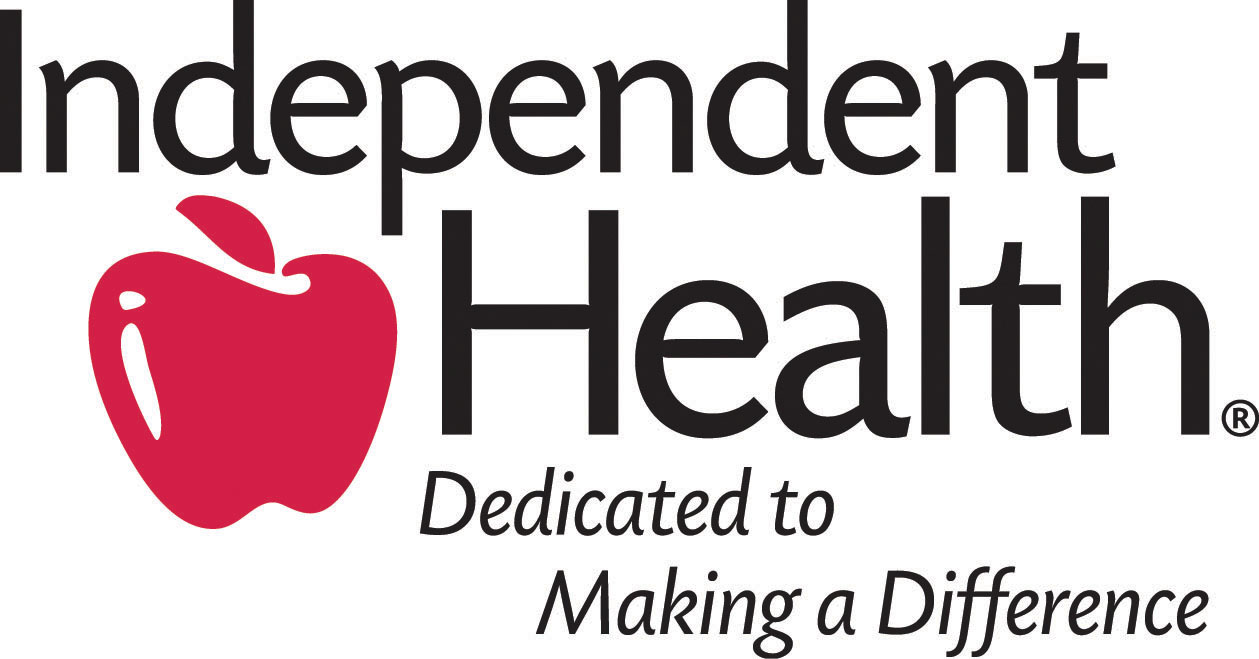 Independent
Health®
Dedicated to
Making a Difference